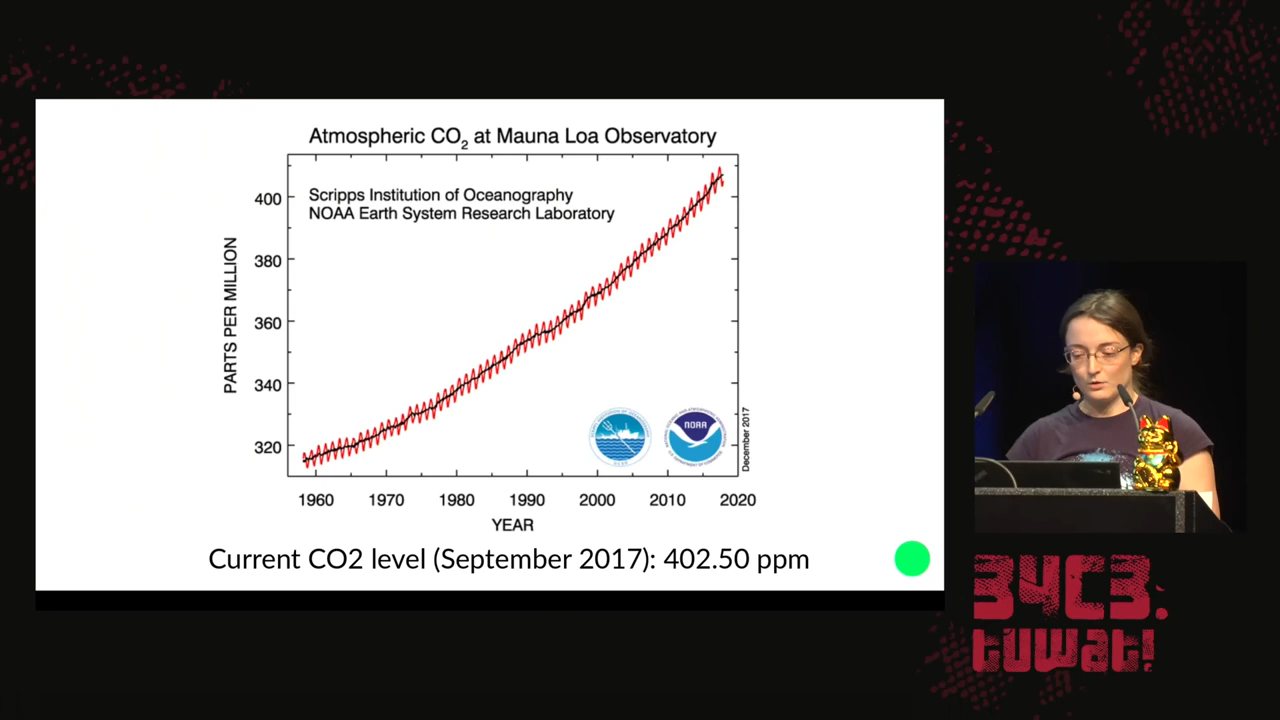 Atmospheric CO2 at Mauna Loa Observatory
Scripps Institution of Oceanography
NOAA Earth System Research Laboratory
PARTS PER MILLION
400
380
360
340
320
NOAA
December 2017
1960 1970 1980 1990 2000 2010 2020
YEAR
Current CO2 level (September 2017): 402.50 ppm
34C3.
tuwat!